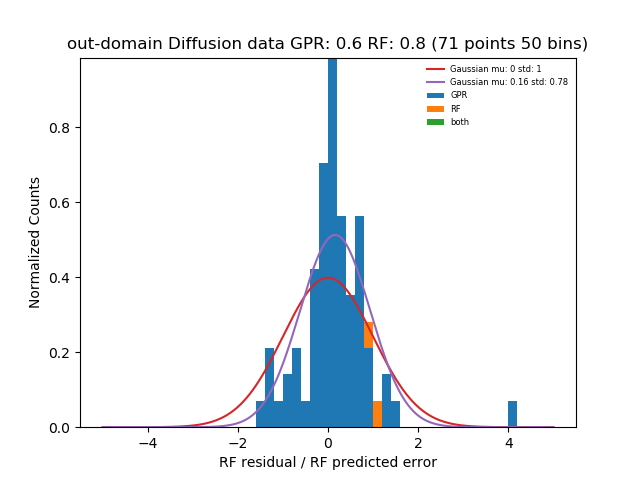 out-domain Diffusion data GPR: 0.6 RF: 0.8 (71 points 50 bins)
Gaussian mu: 0 std: 1
Gaussian mu: 0.16 std: 0.78
GPR
RF
both
Normalized Counts
0.8
0.6
0.4
0.2
0.0
−4
−2
0
2
4
RF residual / RF predicted error